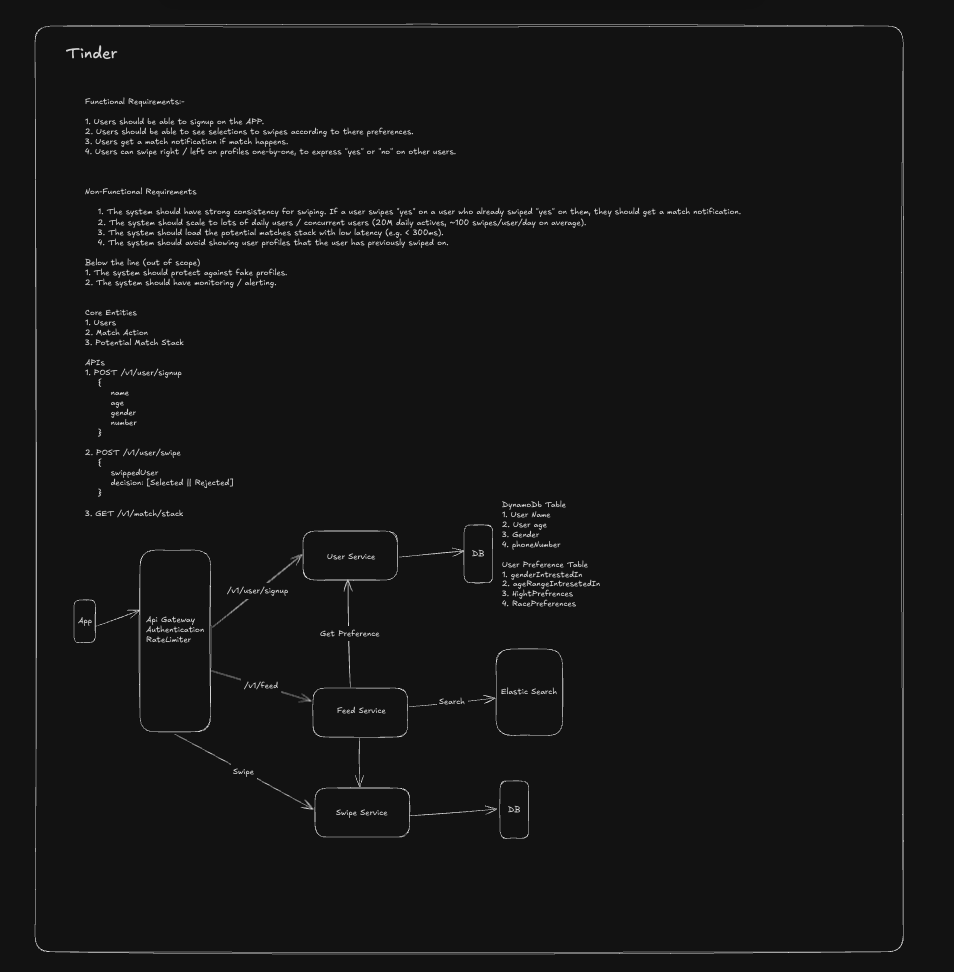 Tinder
Functional Requirements:-
1. Users should be able to signup on the APP.
2. Users should be able to see selections to swipes according to there preferences.
3. Users get a match notification if match happens.
4. Users can swipe right / left on profiles one-by-one, to express "yes" or "no" on other users.
Non-Functional Requirements
1. The system should have strong consistency for swiping. If a user swipes "yes" on a user who already swiped "yes" on them, they should get a match notification.
2. The system should scale to lots of daily users / concurrent users (20M daily actives, ~100 swipes/user/day on average).
3. The system should load the potential matches stack with low latency (e.g. < 300ms).
4. The system should avoid showing user profiles that the user has previously swiped on.
Below the line (out of scope)
1. The system should protect against fake profiles.
2. The system should have monitoring / alerting.
Core Entities
1. Users
2. Match Action
3. Potential Match Stack
APIs
1. POST /v1/user/signup
{
name
age
gender
number
}
2. POST /v1/user/swipe
{
swippedUser
decision: [Selected || Rejected]
}
3. GET /v1/match/stack
DynamoDb Table
1. User Name
2. User age
3. Gender
4. phoneNumber
User Preference Table
1. genderIntrestedIn
2. ageRangeIntresetedIn
3. HightPrefrences
4. RacePreferences
User Service
DB
/v1/user/signup
App
Api Gateway
Authentication
RateLimiter
Get Preference
/v1/feed
Feed Service
Search
Elastic Search
Swipe
Swipe Service
DB